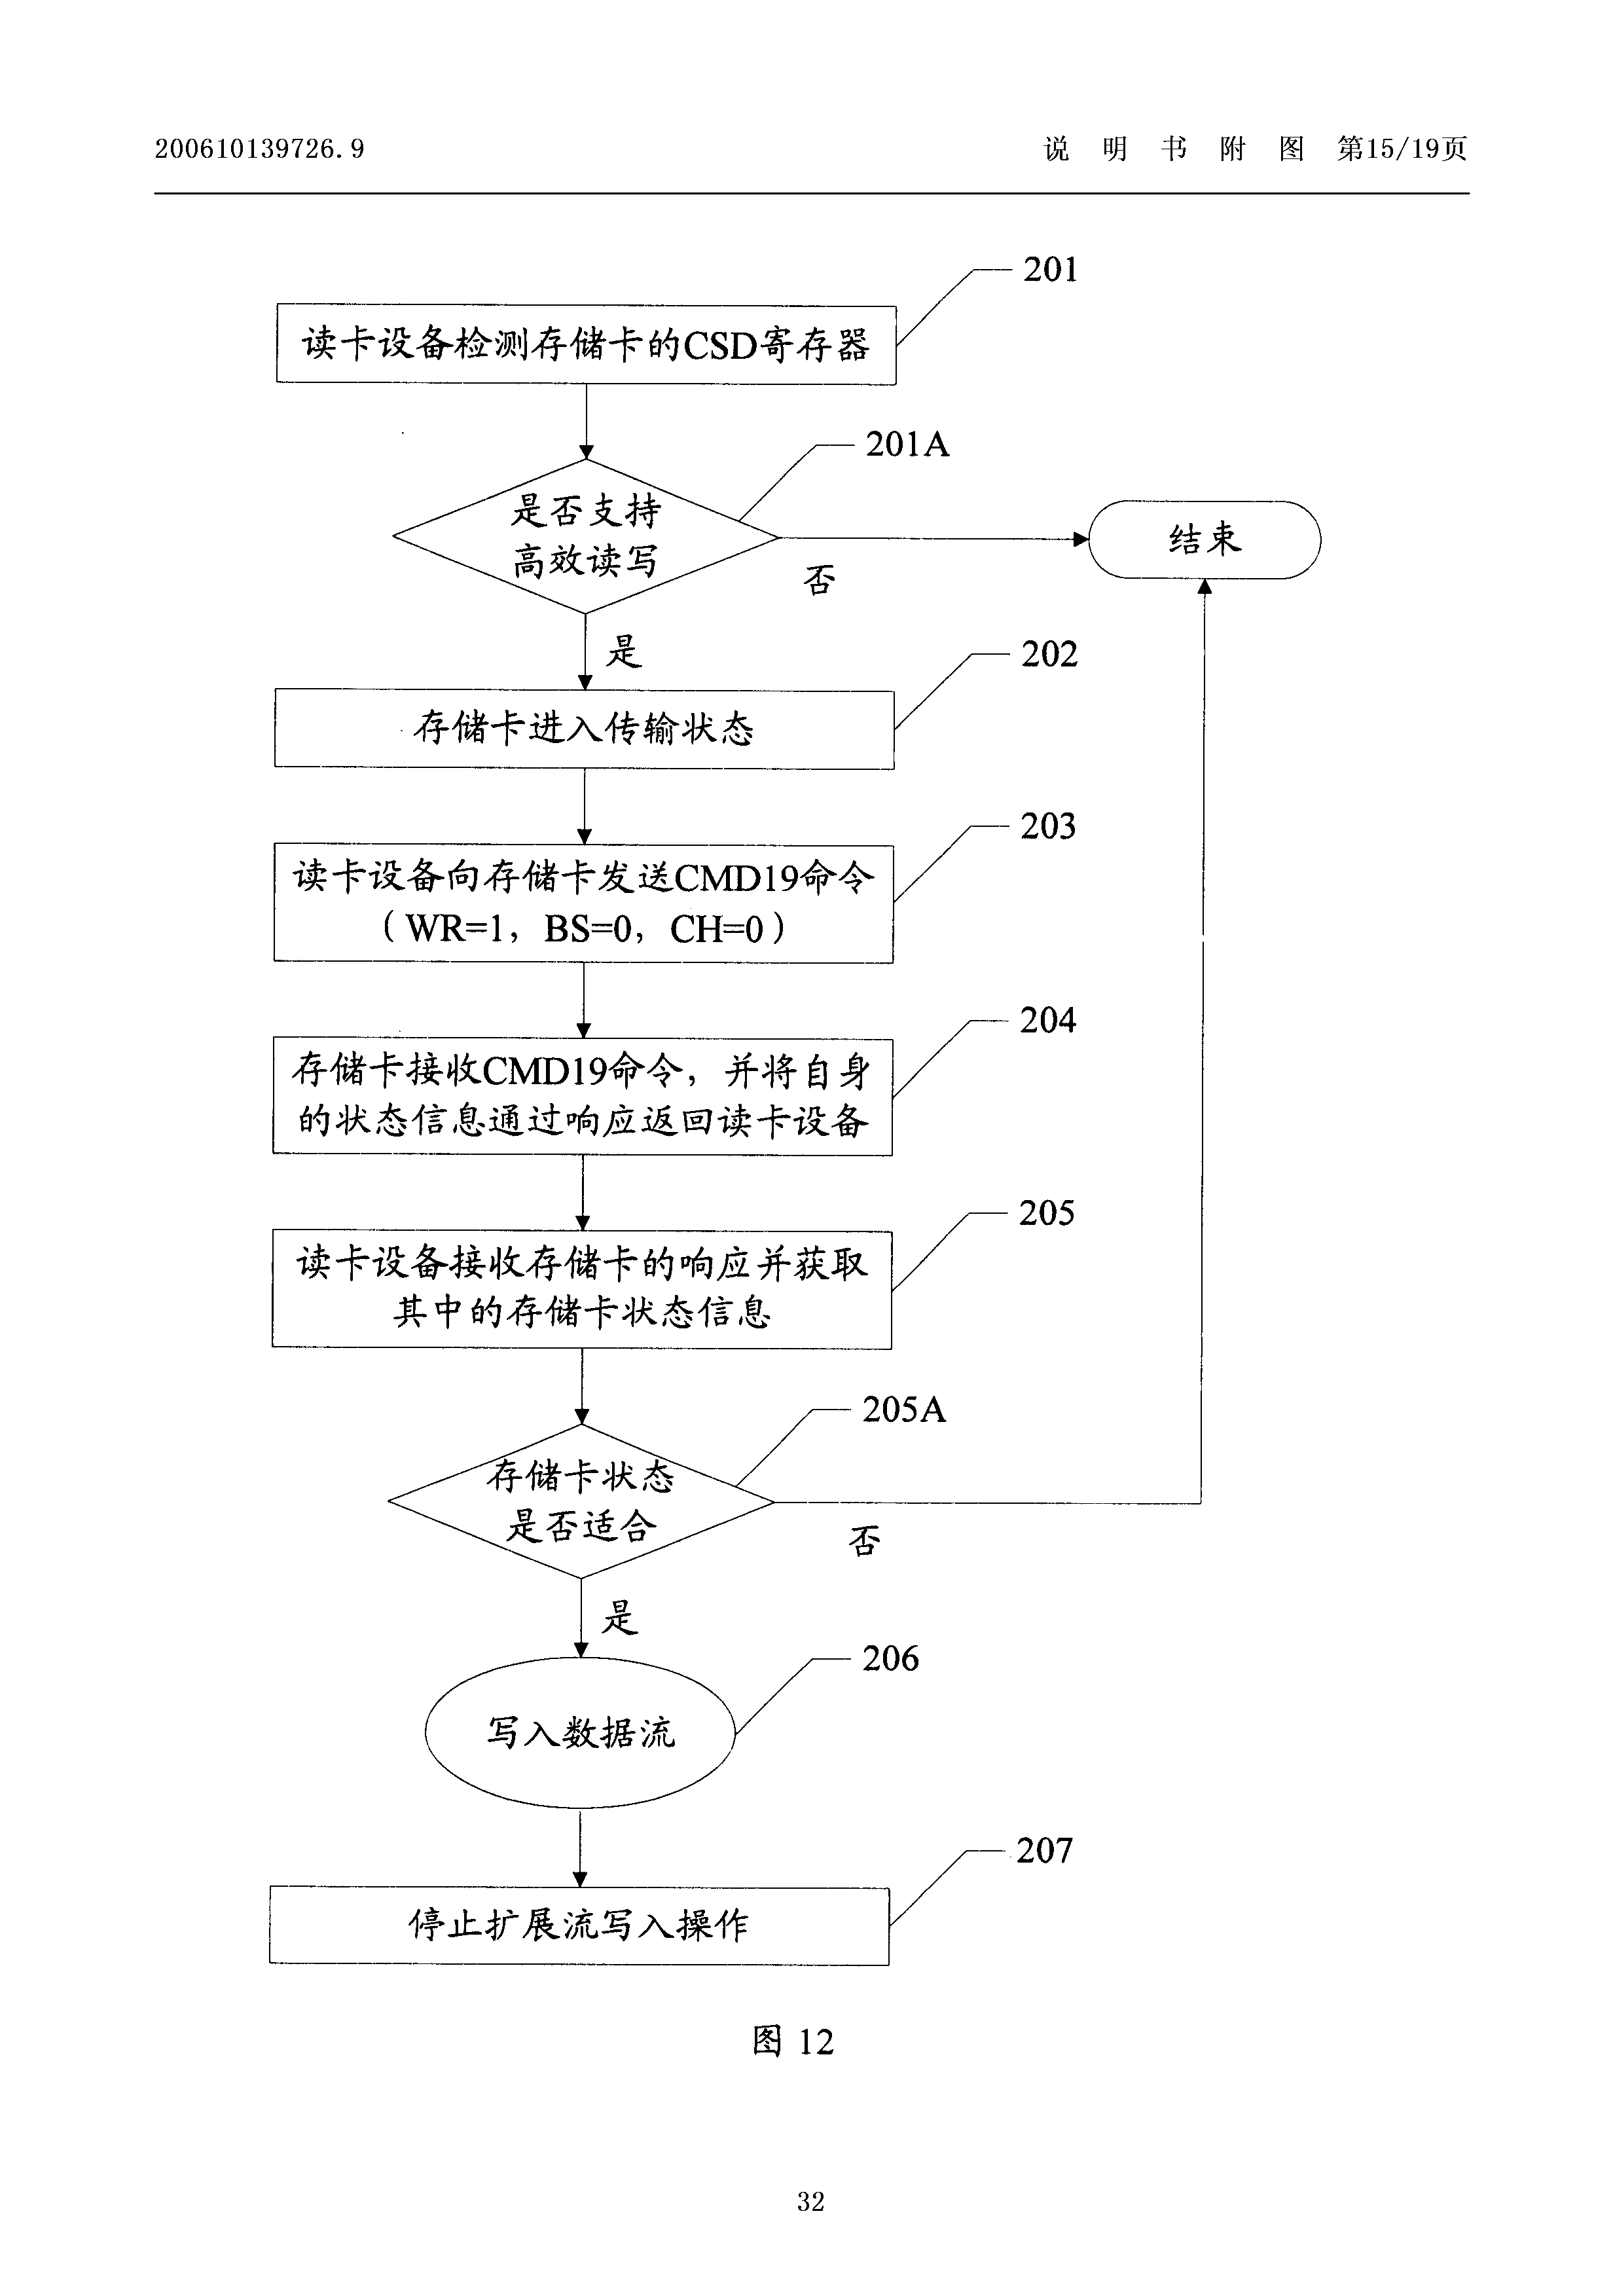 200610139726.9
说 明 书 附 图 第15/19页
201
读卡设备检测存储卡的CSD寄存器
201A
是否支持
高效读写
结束
否
是
202
存储卡进入传输状态
203
读卡设备向存储卡发送CMD19命令
（WR=1，BS=0，CH=0）
204
存储卡接收CMD19命令，并将自身
的状态信息通过响应返回读卡设备
205
读卡设备接收存储卡的响应并获取
其中的存储卡状态信息
205A
存储卡状态
是否适合
否
是
206
写入数据流
207
停止扩展流写入操作
图 12
32